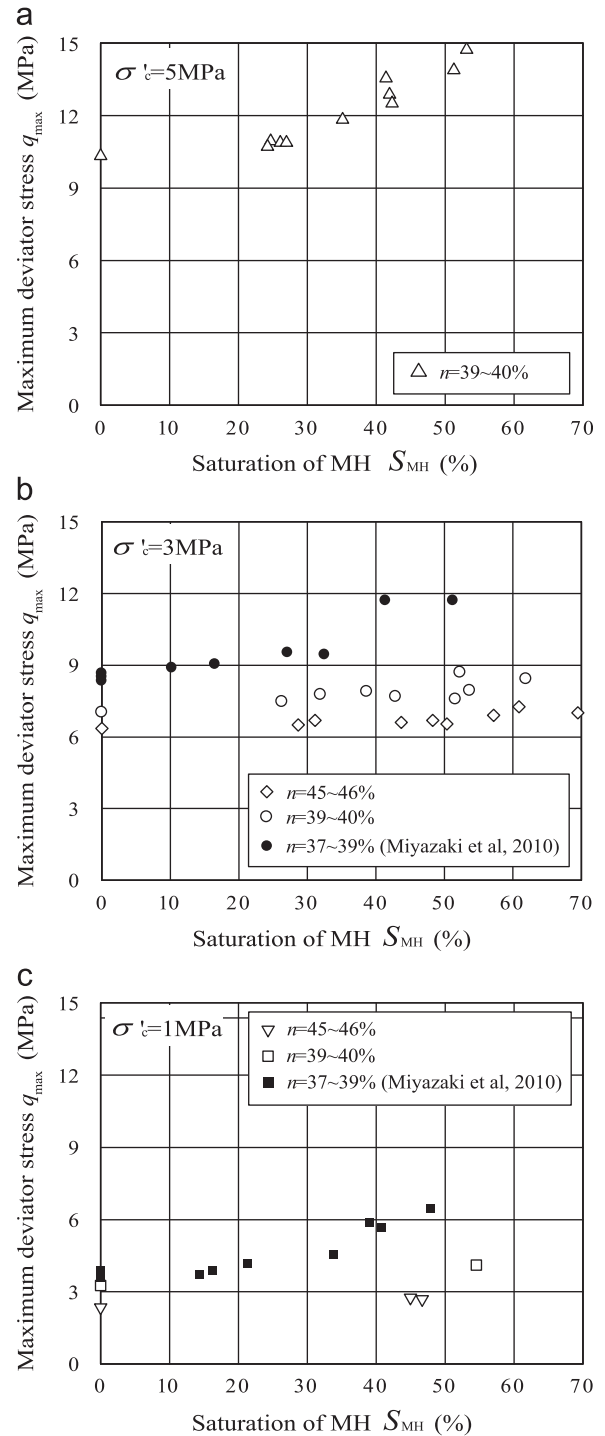 a
Maximum deviator stress qmax (MPa)
15
12
9
6
3
0
σ 'c=5MPa
n=39~40%
0 10 20 30 40 50 60 70
Saturation of MH SMH (%)
b
Maximum deviator stress qmax (MPa)
15
12
9
6
3
0
σ 'c=3MPa
n=45~46%
n=39~40%
n=37~39% (Miyazaki et al, 2010)
0 10 20 30 40 50 60 70
Saturation of MH SMH (%)
c
Maximum deviator stress qmax (MPa)
15
12
9
6
3
0
σ 'c=1MPa
n=45~46%
n=39~40%
n=37~39% (Miyazaki et al, 2010)
0 10 20 30 40 50 60 70
Saturation of MH SMH (%)